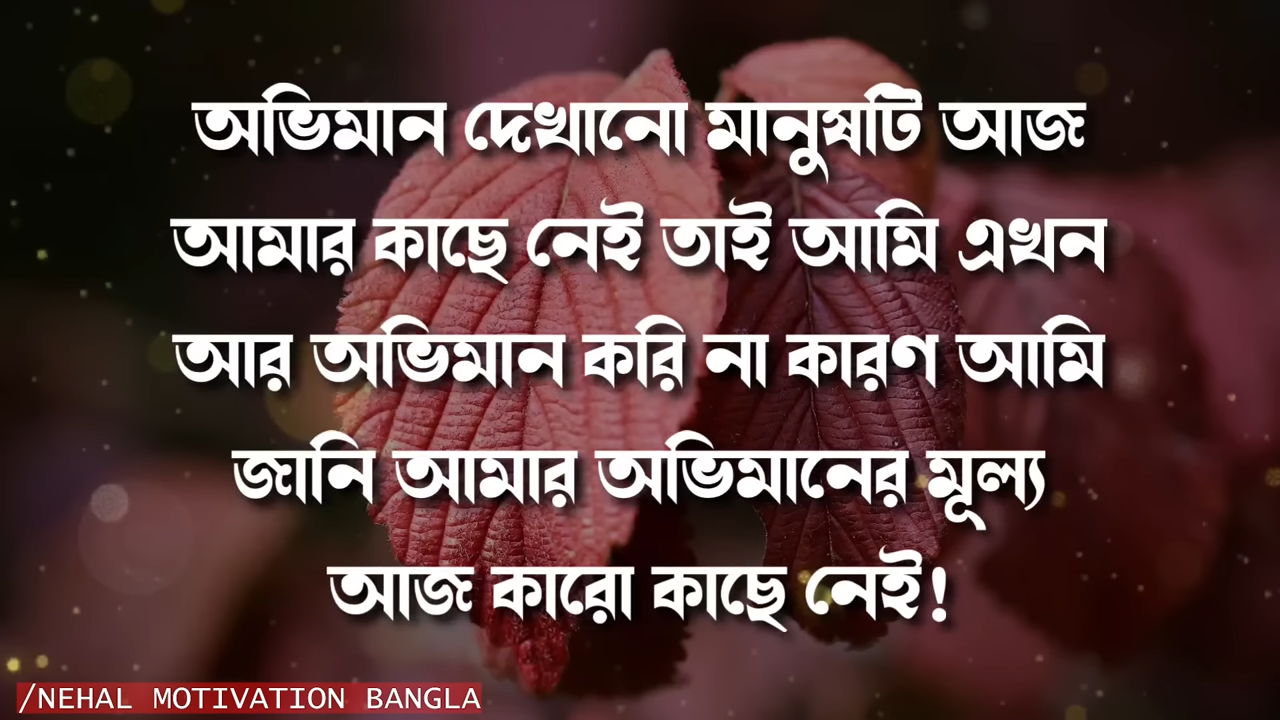 অভিমান দেখানো মানুষটি আজ
আমার কাছে নেই তাই আমি এখন
আর অভিমান করি না কারণ আমি
জানি আমার অভিমানের মূল্য
আজ কারো কাছে নেই!
/NEHAL MOTIVATION BANGLA